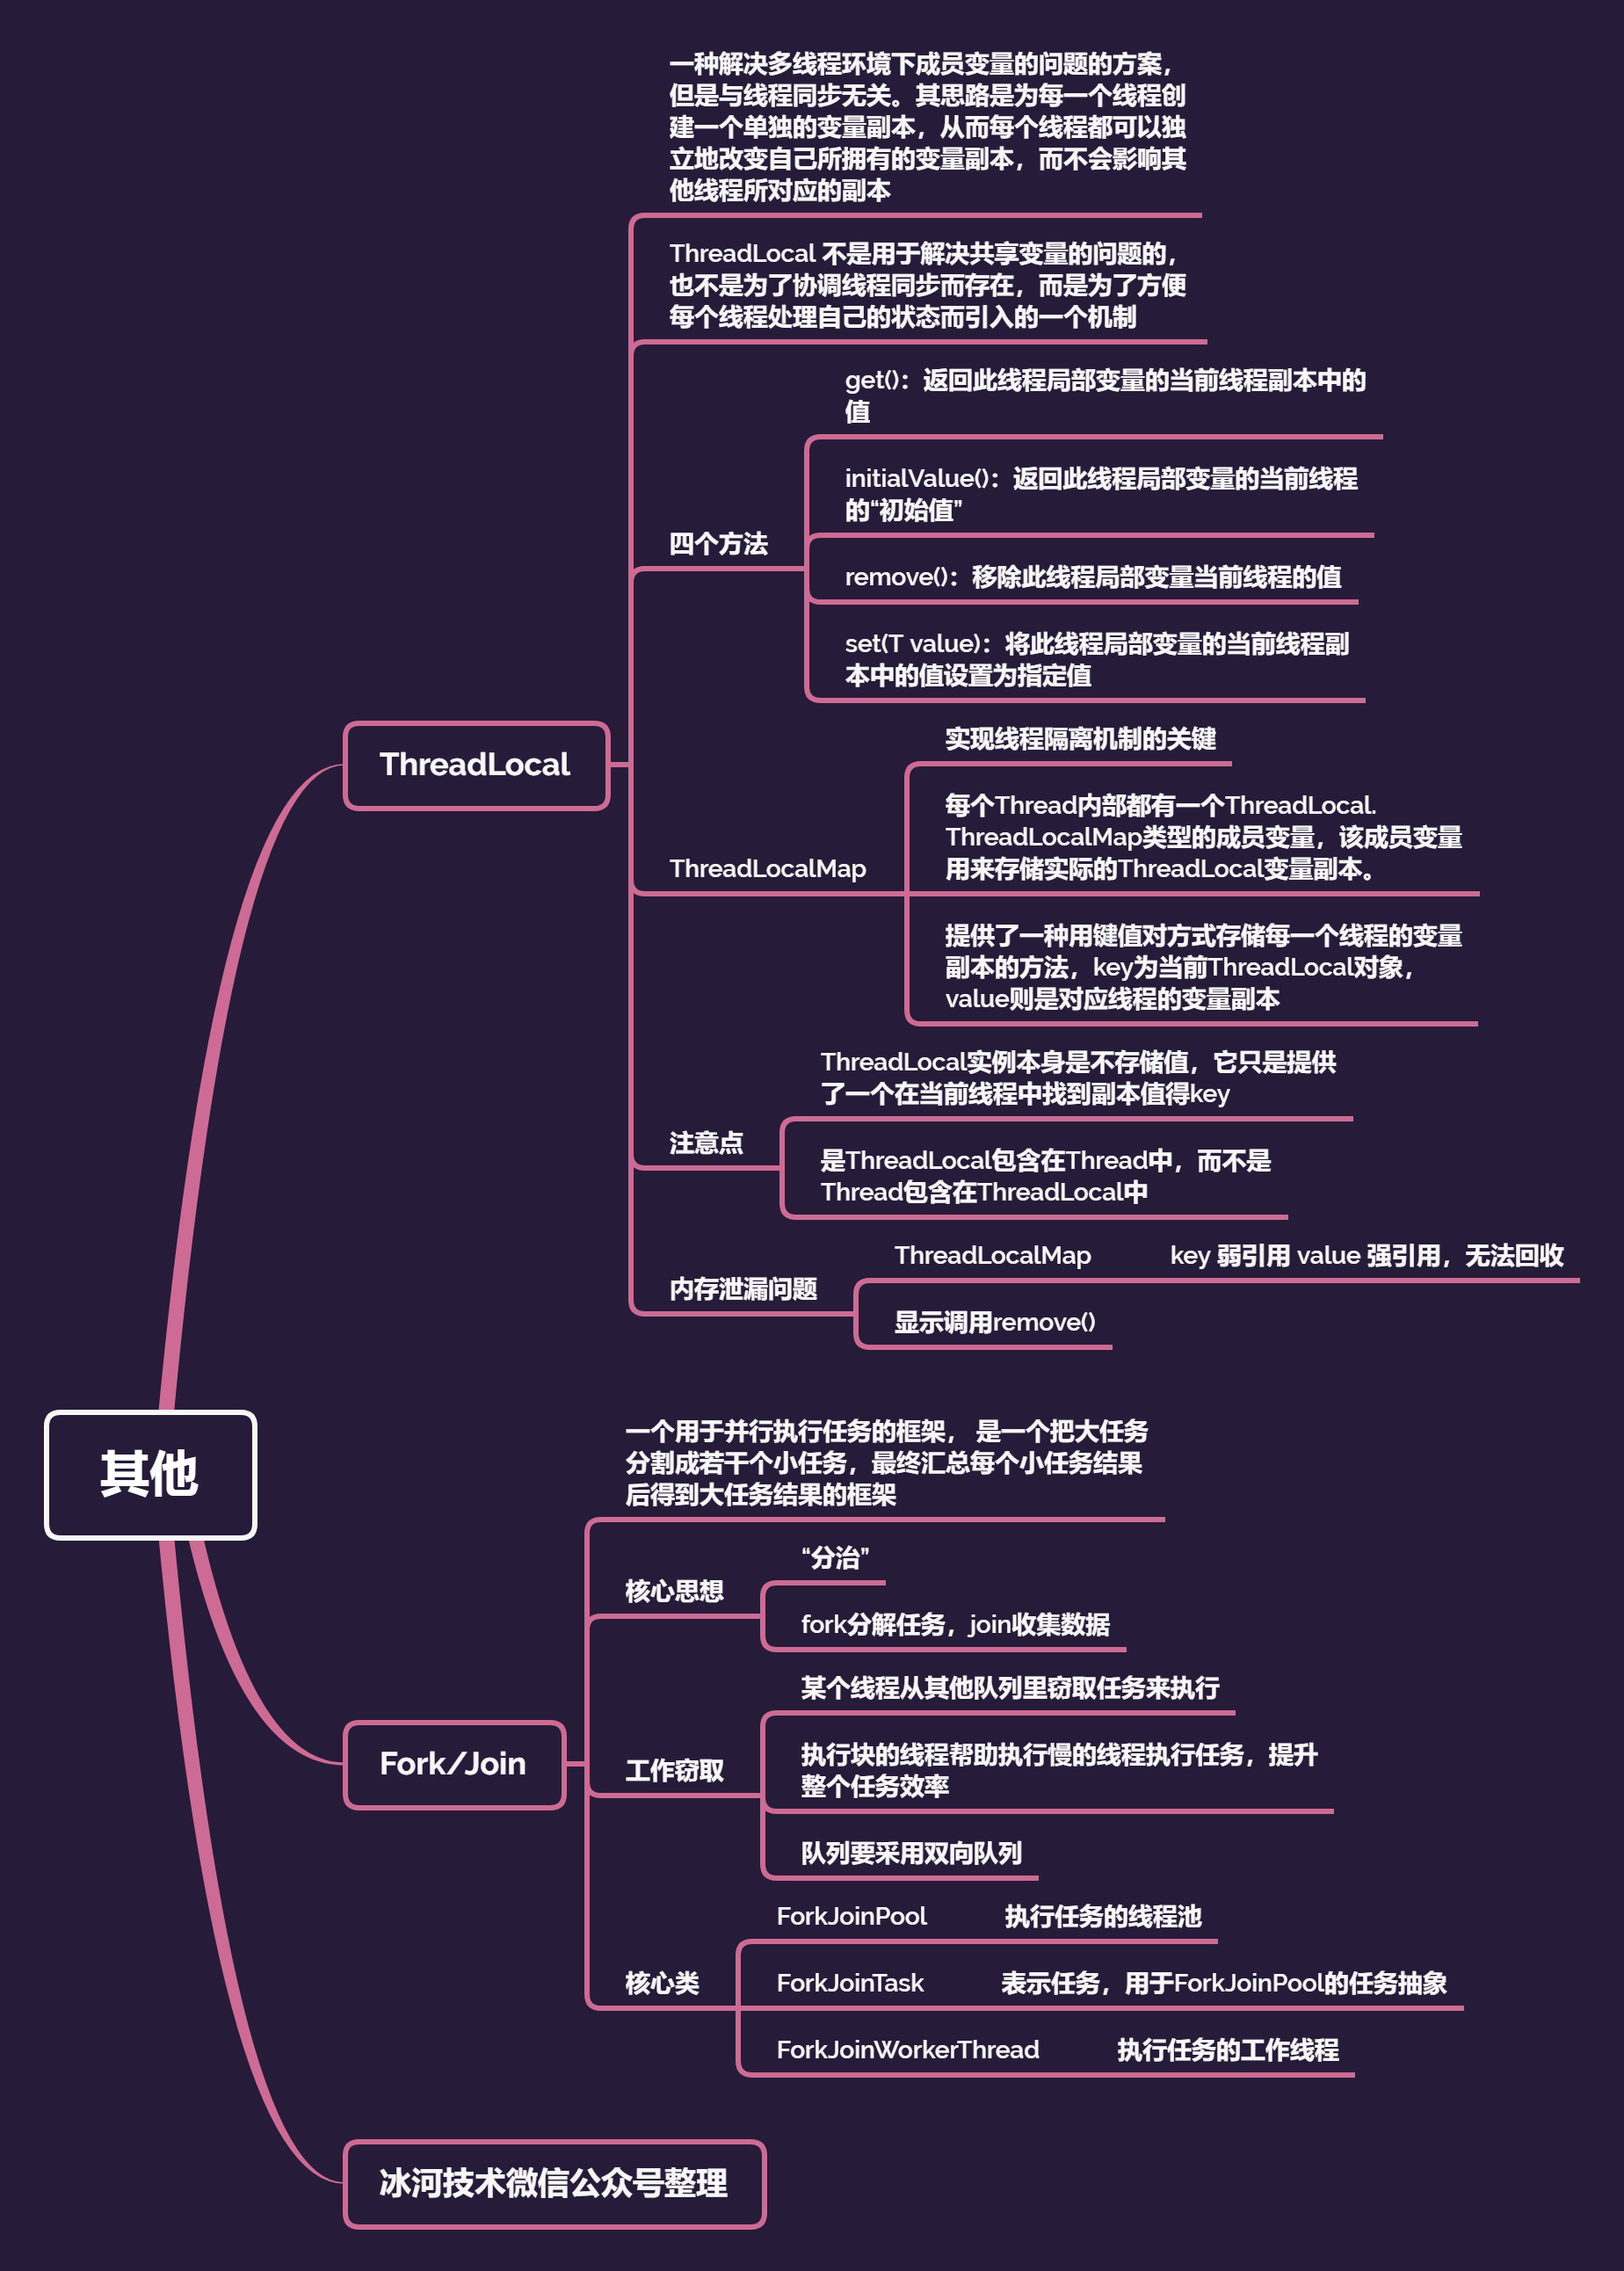 一种解决多线程环境下成员变量的问题的方案，
但是与线程同步无关。其思路是为每一个线程创
建一个单独的变量副本，从而每个线程都可以独
立地改变自己所拥有的变量副本，而不会影响其
他线程所对应的副本
ThreadLocal 不是用于解决共享变量的问题的，
也不是为了协调线程同步而存在，而是为了方便
每个线程处理自己的状态而引入的一个机制
get()：返回此线程局部变量的当前线程副本中的
值
initialValue()：返回此线程局部变量的当前线程
的“初始值”
四个方法
remove()：移除此线程局部变量当前线程的值
set(T value)：将此线程局部变量的当前线程副
本中的值设置为指定值
ThreadLocal
实现线程隔离机制的关键
每个Thread内部都有一个ThreadLocal.
ThreadLocalMap类型的成员变量，该成员变量
用来存储实际的ThreadLocal变量副本。
ThreadLocalMap
提供了一种用键值对方式存储每一个线程的变量
副本的方法，key为当前ThreadLocal对象，
value则是对应线程的变量副本
ThreadLocal实例本身是不存储值，它只是提供
了一个在当前线程中找到副本值得key
注意点
是ThreadLocal包含在Thread中，而不是
Thread包含在ThreadLocal中
ThreadLocalMap key 弱引用 value 强引用，无法回收
内存泄漏问题
显示调用remove()
其他
一个用于并行执行任务的框架， 是一个把大任务
分割成若干个小任务，最终汇总每个小任务结果
后得到大任务结果的框架
“分治”
核心思想
fork分解任务，join收集数据
某个线程从其他队列里窃取任务来执行
Fork/Join
工作窃取
执行块的线程帮助执行慢的线程执行任务，提升
整个任务效率
队列要采用双向队列
ForkJoinPool 执行任务的线程池
核心类
ForkJoinTask 表示任务，用于ForkJoinPool的任务抽象
ForkJoinWorkerThread 执行任务的工作线程
冰河技术微信公众号整理